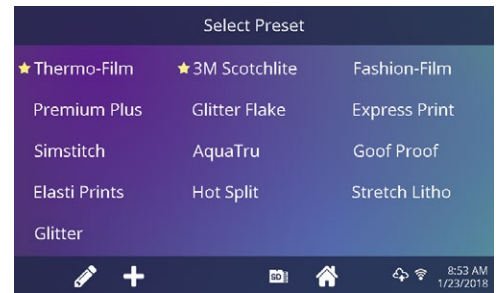 Select Preset
Thermo-Film 3M Scotchlite Fashion-Film
Premium Plus Glitter Flake Express Print
Simstitch AquaTru Goof Proof
Elasti Prints Hot Split Stretch Litho
Glitter
SD 8:53 AM
1/23/2018